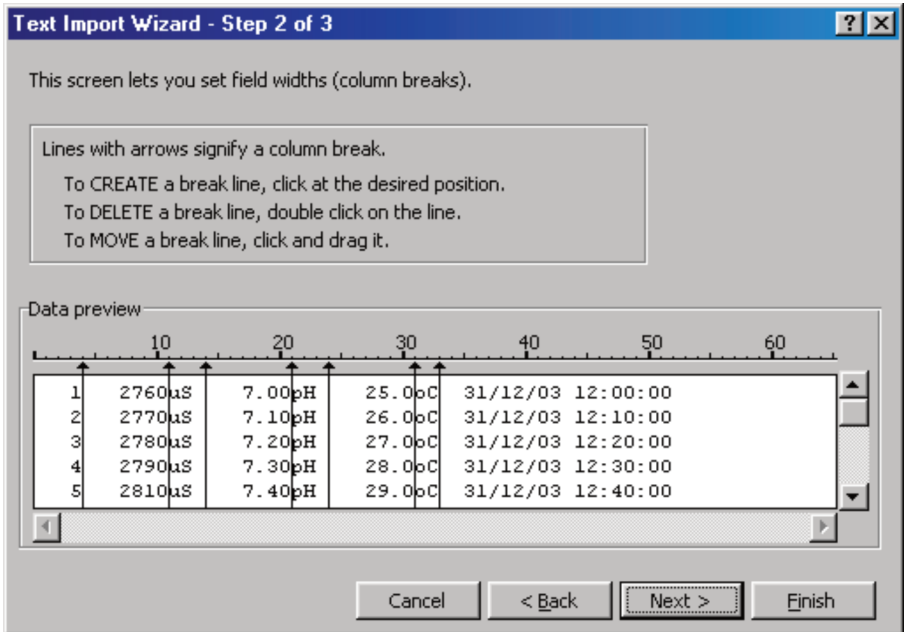 Text Import Wizard - Step 2 of 3
This screen lets you set field widths (column breaks).
Lines with arrows signify a column break.
To CREATE a break line, click at the desired position.
To DELETE a break line, double click on the line.
To MOVE a break line, click and drag it.
Data preview
10 20 30 40 50 60
1 2760uS 7.00pH 25.0oC 31/12/03 12:00:00
2 2770uS 7.10pH 26.0oC 31/12/03 12:10:00
3 2780uS 7.20pH 27.0oC 31/12/03 12:20:00
4 2790uS 7.30pH 28.0oC 31/12/03 12:30:00
5 2810uS 7.40pH 29.0oC 31/12/03 12:40:00
Cancel < Back Next > Finish